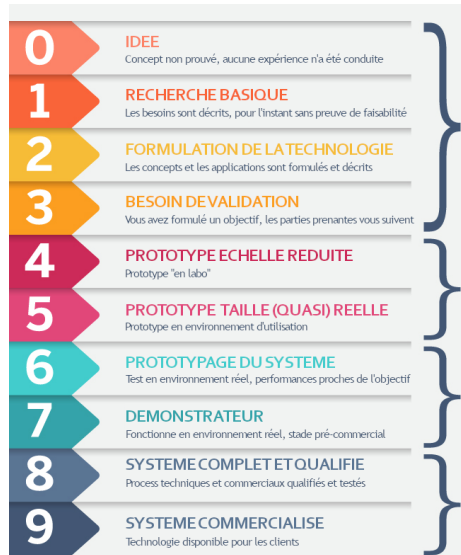 0
IDEE
Concept non prouvé, aucune expérience n'a été conduite
1
RECHERCHE BASIQUE
Les besoins sont décrits, pour l'instant sans preuve de faisabilité
2
FORMULATION DE LA TECHNOLOGIE
Les concepts et les applications sont formulés et décrits
3
BESOIN DE VALIDATION
Vous avez formulé un objectif, les parties prenantes vous suivent
4
PROTOTYPE ECHELLE REDUITE
Prototype "en labo"
5
PROTOTYPE TAILLE (QUASI) REELLE
Prototype en environnement d'utilisation
6
PROTOTYPAGE DU SYSTEME
Test en environnement réel, performances proches de l'objectif
7
DEMONSTRATEUR
Fonctionne en environnement réel, stade pré-commercial
8
SYSTEME COMPLET ET QUALIFIE
Process techniques et commerciaux qualifiés et testés
9
SYSTEME COMMERCIALISE
Technologie disponible pour les clients